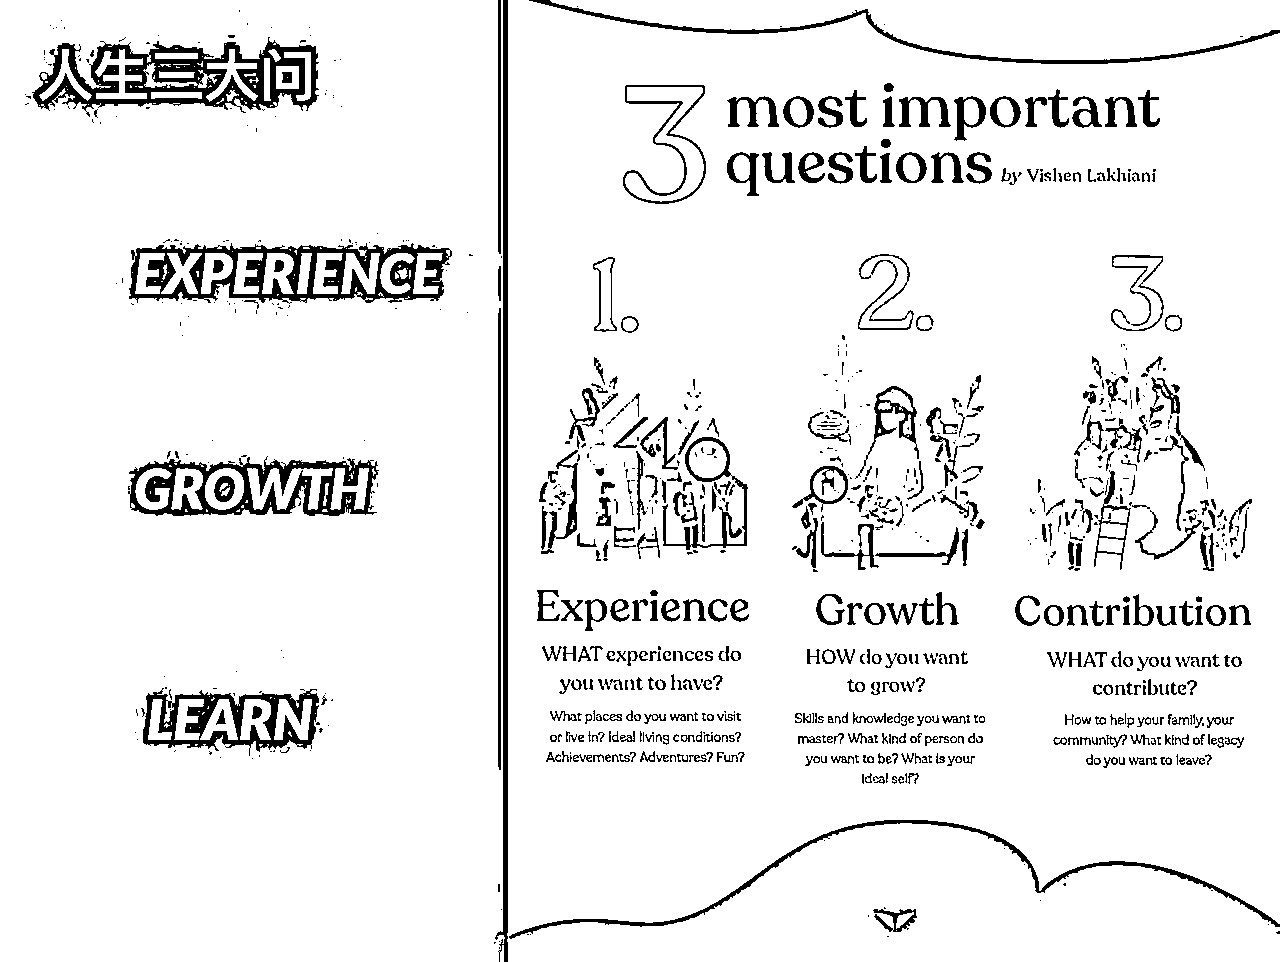 人生三大问
EXPERIENCE
GROWTH
LEARN
3 most important
questions by Vishen Lakhiani
1.
Experience
WHAT experiences do
you want to have?
What places do you want to visit
or live in? Ideal living conditions?
Achievements? Adventures? Fun?
2.
Growth
HOW do you want
to grow?
Skills and knowledge you want to
master? What kind of person do
you want to be? What is your
ideal self?
3.
Contribution
WHAT do you want to
contribute?
How to help your family, your
community? What kind of legacy
do you want to leave?